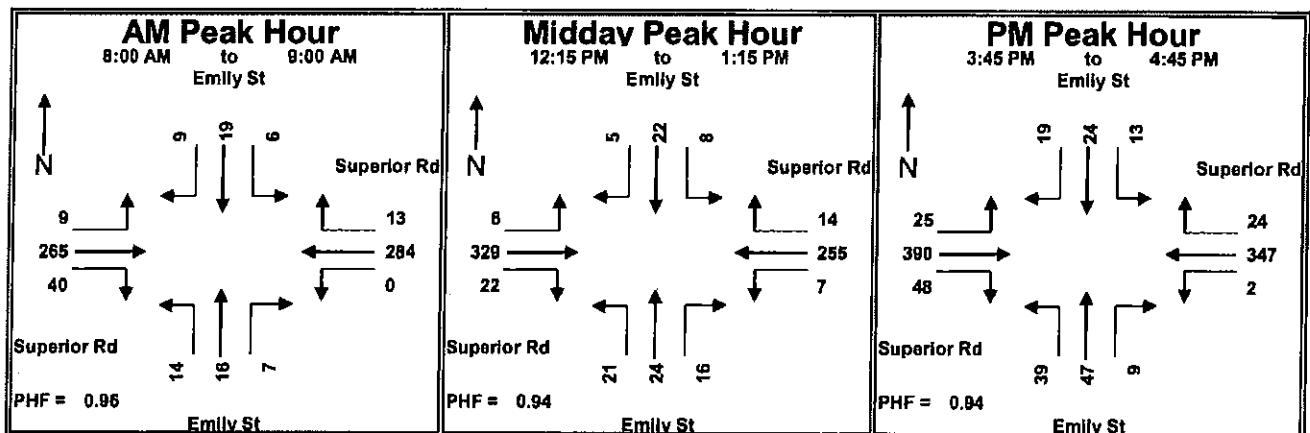 AM Peak Hour
8:00 AM to 9:00 AM
Emily St
9 19 6
N
Superior Rd
9 13
265 284
40 0
Superior Rd
14 16 7
PHF = 0.96
Emily St
Midday Peak Hour
12:15 PM to 1:15 PM
Emily St
5 22 8
N
Superior Rd
6 14
329 255
22 7
Superior Rd
21 24 16
PHF = 0.94
Emily St
PM Peak Hour
3:45 PM to 4:45 PM
Emily St
19 24 13
N
Superior Rd
25 24
390 347
48 2
Superior Rd
39 47 9
PHF = 0.94
Emily St